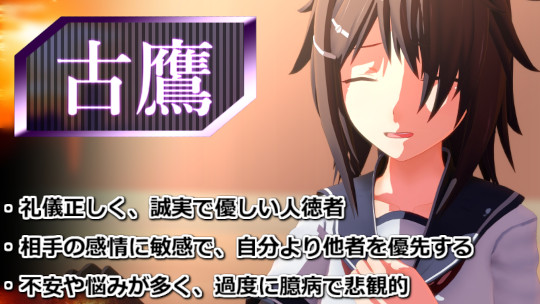 古鷹
・礼儀正しく、誠実で優しい人徳者
・相手の感情に敏感で、自分より他者を優先する
・不安や悩みが多く、過度に臆病で悲観的